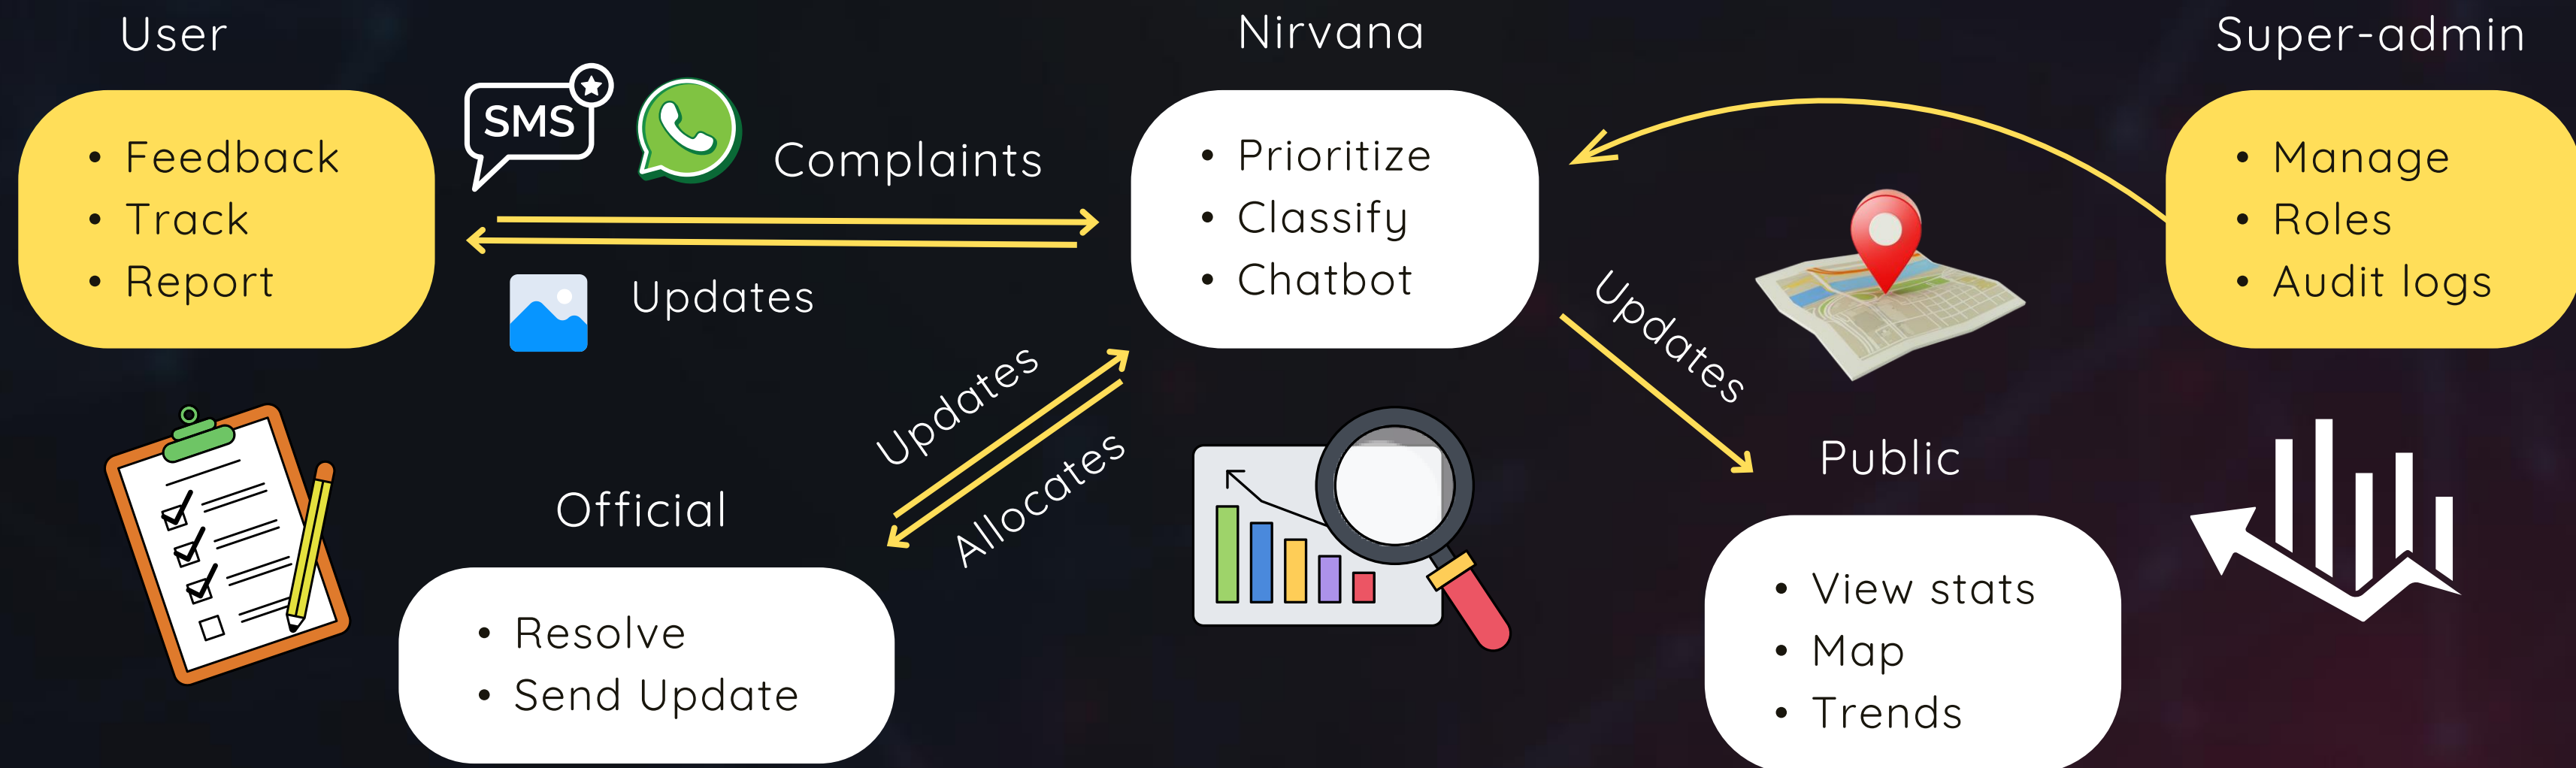 User
• Feedback
• Track
• Report
SMS
Complaints
Updates
Nirvana
• Prioritize
• Classify
• Chatbot
Super-admin
• Manage
• Roles
• Audit logs
Updates
Allocates
Official
• Resolve
• Send Update
Updates
Public
• View stats
• Map
• Trends